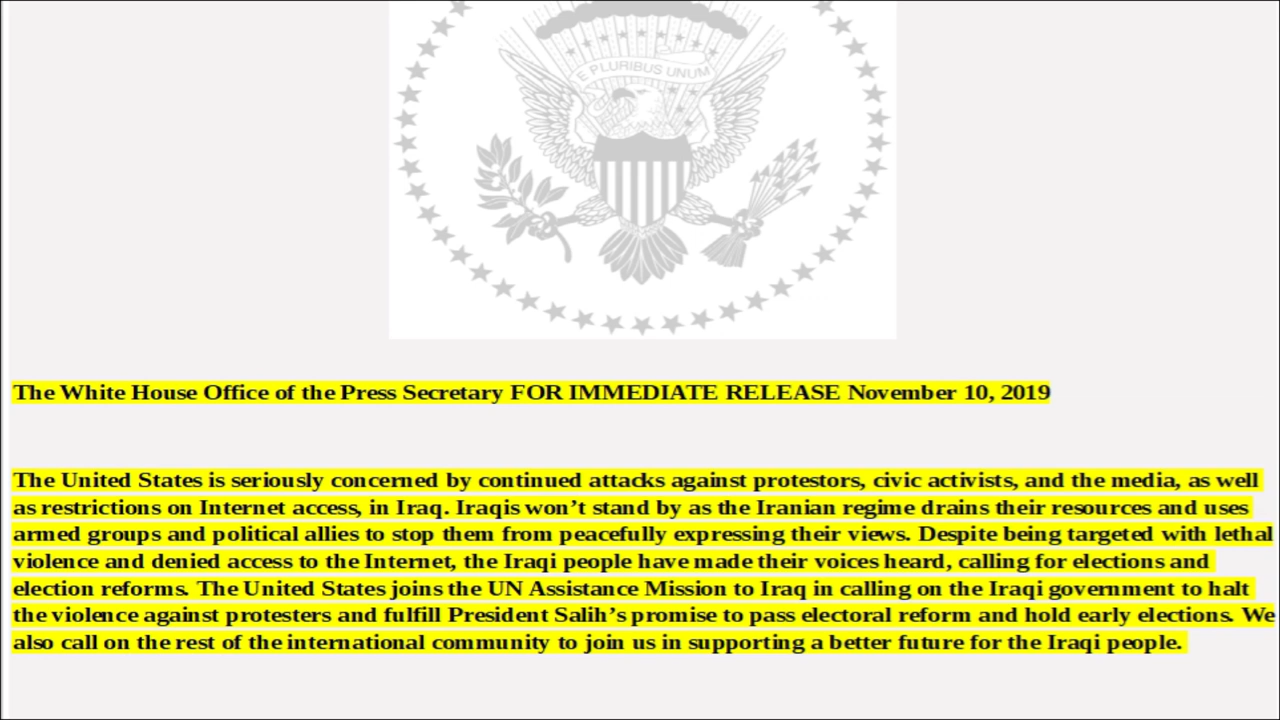 E PLURIBUS UNUM
The White House Office of the Press Secretary FOR IMMEDIATE RELEASE November 10, 2019
The United States is seriously concerned by continued attacks against protestors, civic activists, and the media, as well
as restrictions on Internet access, in Iraq. Iraqis won’t stand by as the Iranian regime drains their resources and uses
armed groups and political allies to stop them from peacefully expressing their views. Despite being targeted with lethal
violence and denied access to the Internet, the Iraqi people have made their voices heard, calling for elections and
election reforms. The United States joins the UN Assistance Mission to Iraq in calling on the Iraqi government to halt
the violence against protesters and fulfill President Salih’s promise to pass electoral reform and hold early elections. We
also call on the rest of the international community to join us in supporting a better future for the Iraqi people.